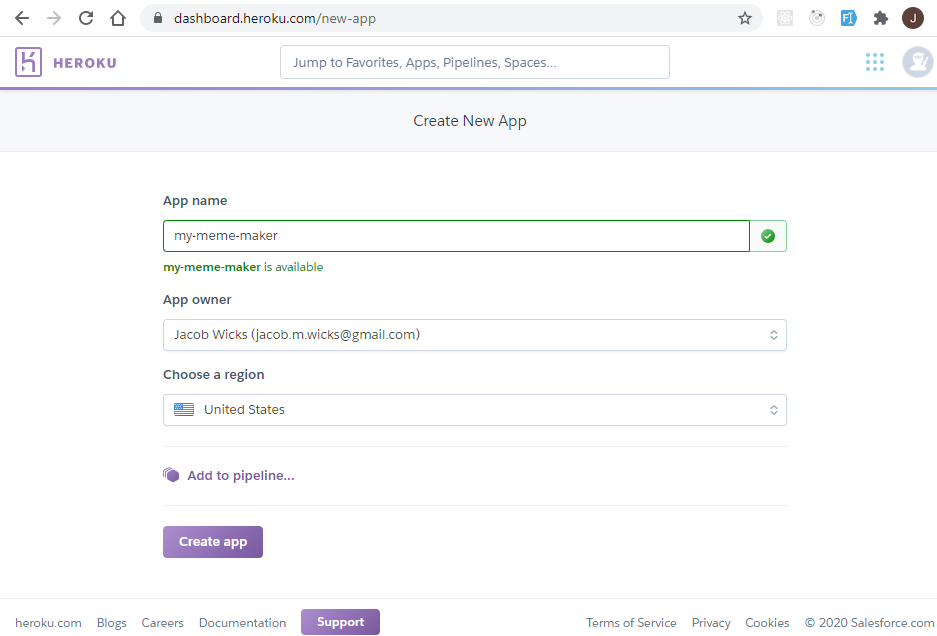 dashboard.heroku.com/new-app
J
HEROKU
Jump to Favorites, Apps, Pipelines, Spaces...
Create New App
App name
my-meme-maker
my-meme-maker is available
App owner
Jacob Wicks (jacob.m.wicks@gmail.com)
Choose a region
United States
Add to pipeline...
Create app
heroku.com Blogs Careers Documentation Support Terms of Service Privacy Cookies © 2020 Salesforce.com